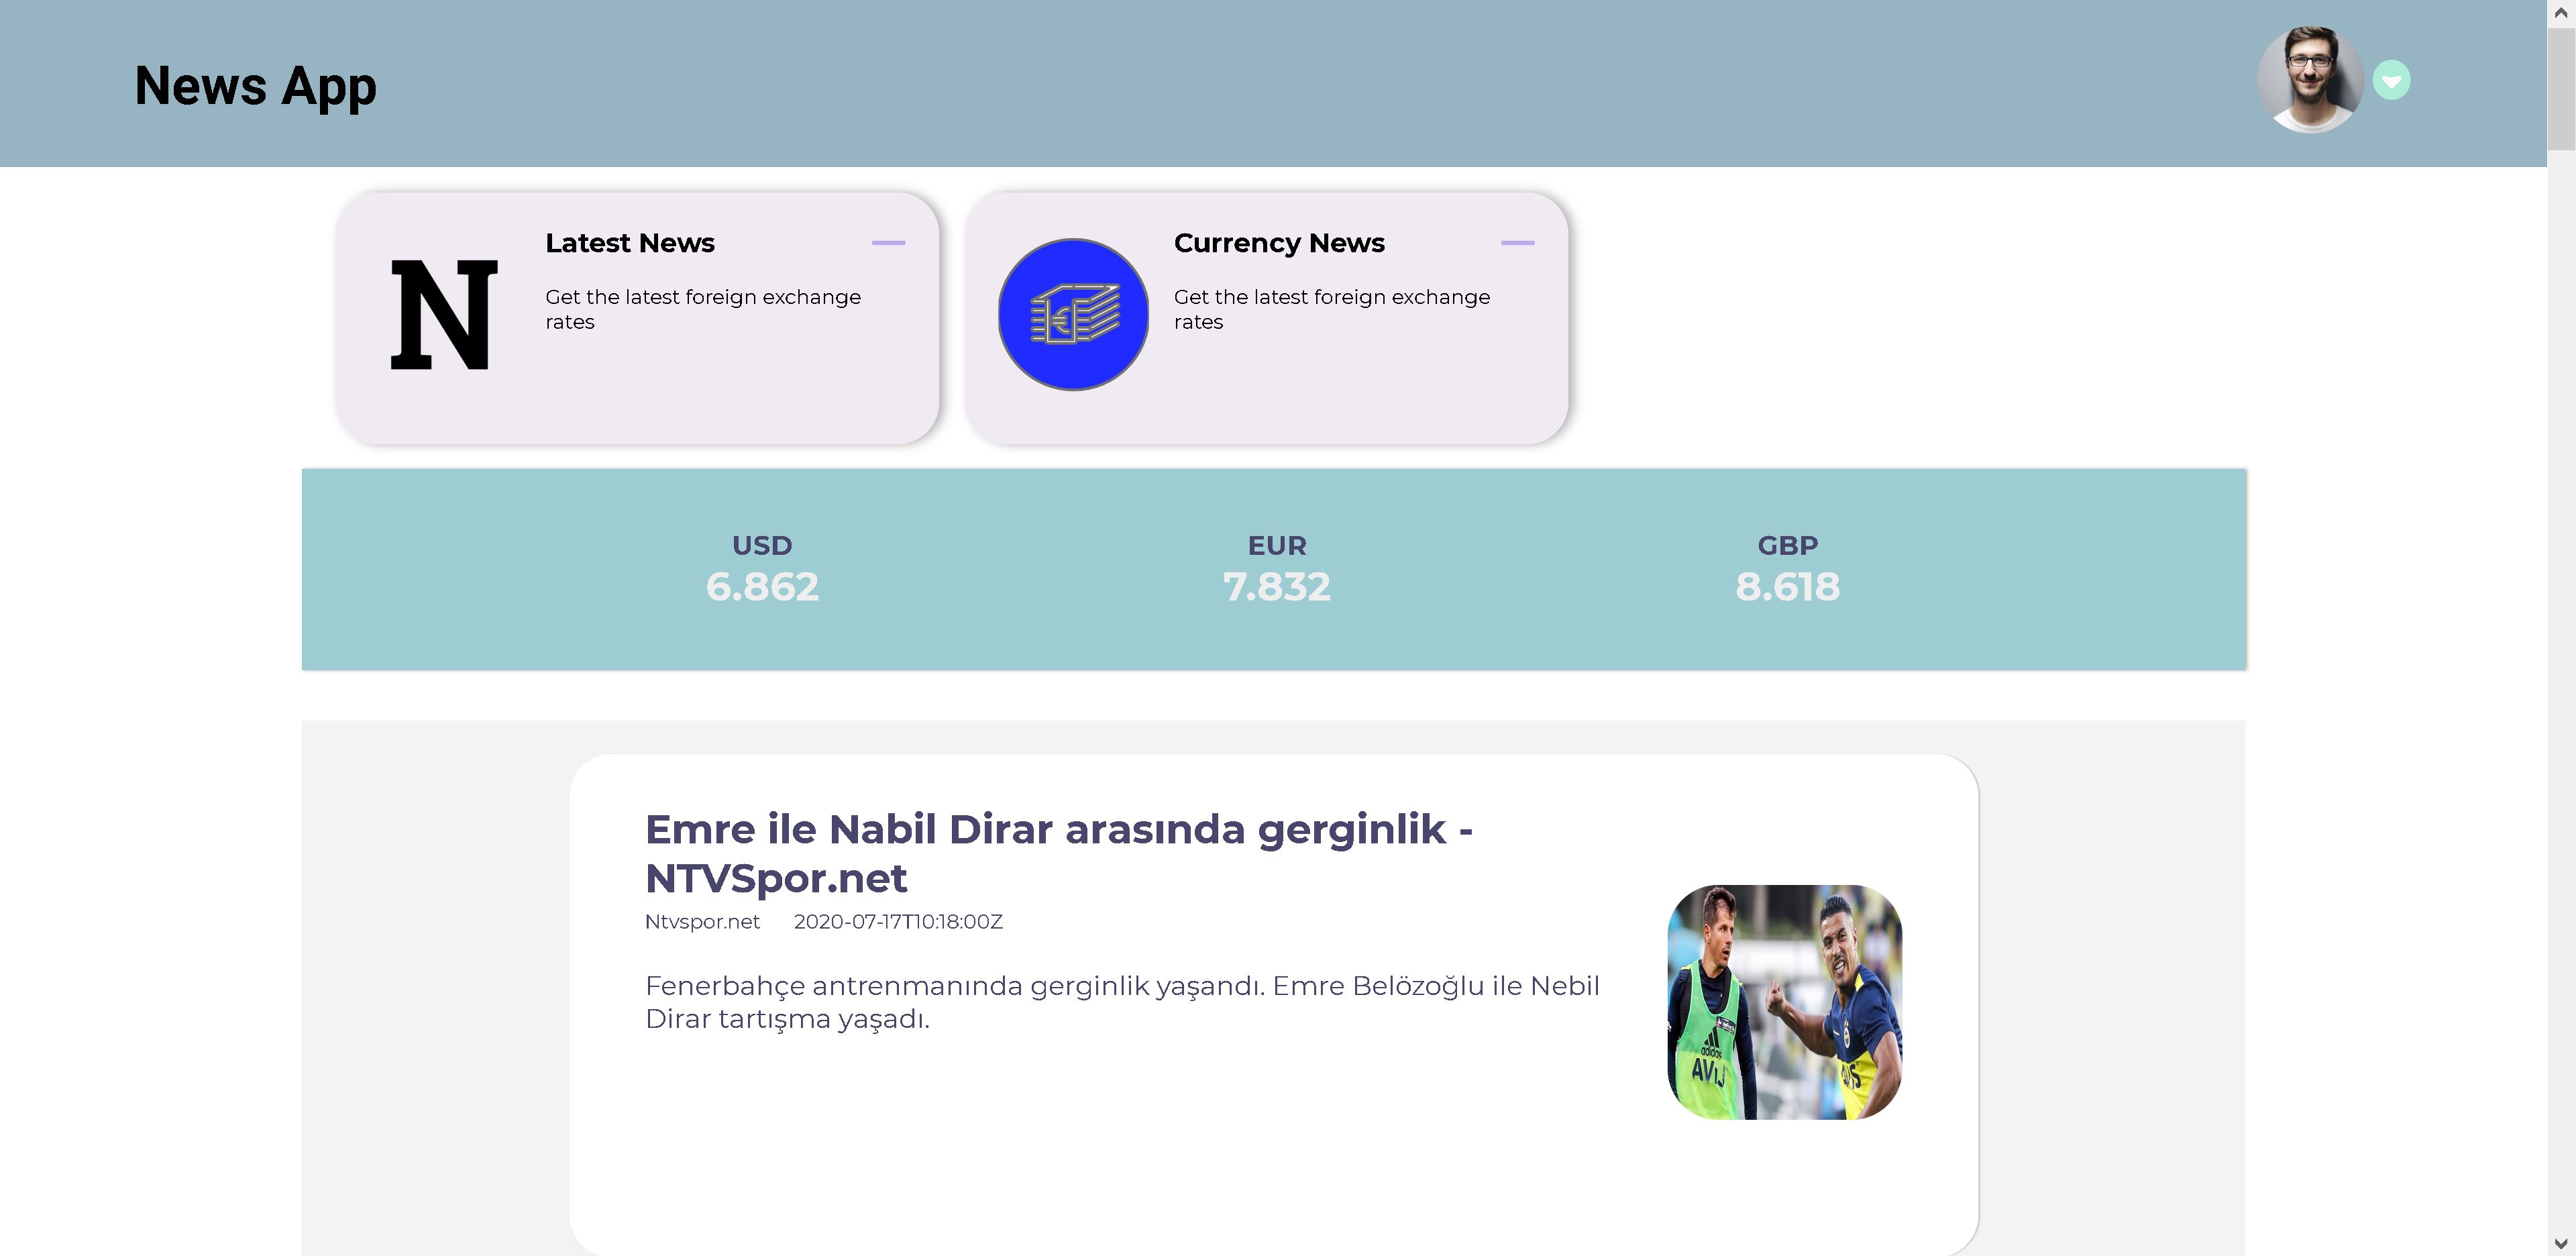 News App
N
Latest News
Get the latest foreign exchange
rates
Currency News
Get the latest foreign exchange
rates
USD
6.862
EUR
7.832
GBP
8.618
Emre ile Nabil Dirar arasında gerginlik -
NTVSpor.net
Ntvspor.net 2020-07-17T10:18:00Z
Fenerbahçe antrenmanında gerginlik yaşandı. Emre Belözoğlu ile Nebil
Dirar tartışma yaşadı.
adidas